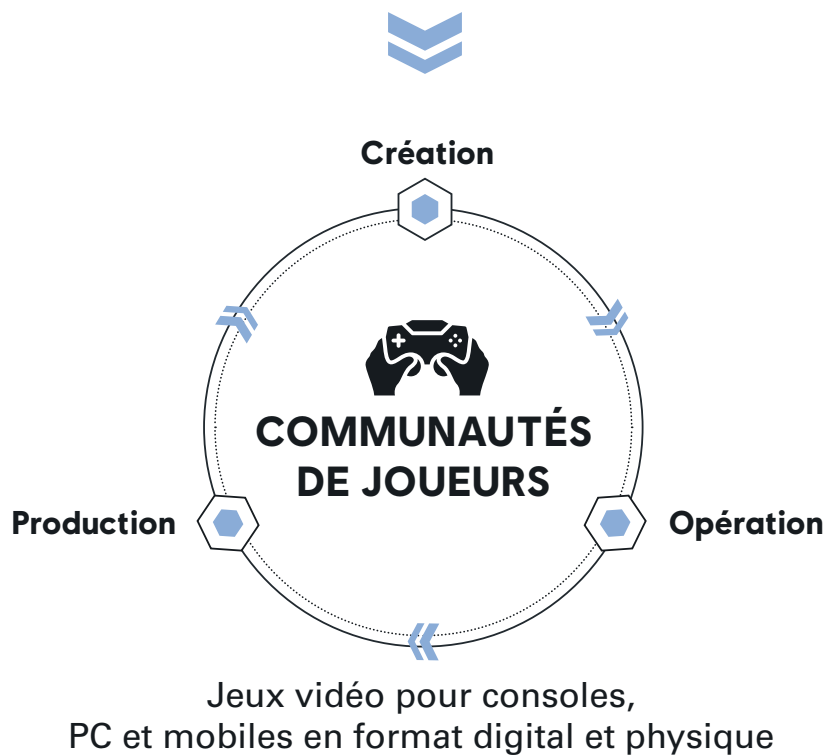 Création
COMMUNAUTÉS
DE JOUEURS
Production
Opération
Jeux vidéo pour consoles,
PC et mobiles en format digital et physique